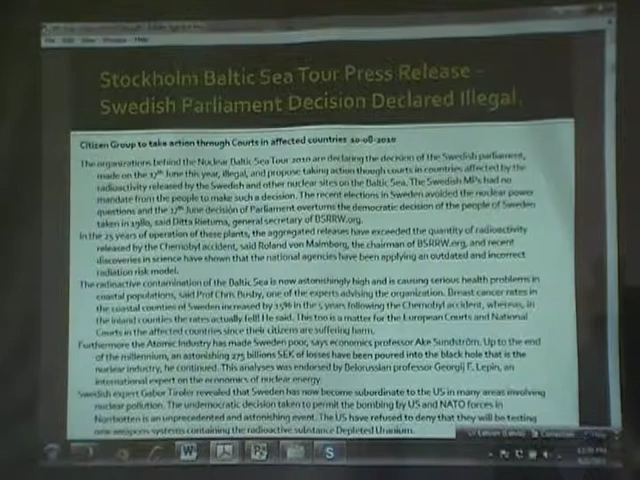 Stockholm Baltic Sea Tour Press Release –
Swedish Parliament Decision Declared Illegal.
Citizen Group to take action through Courts in affected countries 10-08-2010
The organizations behind the Nuclear Baltic Sea Tour 2010 are declaring the decision of the Swedish parliament,
made on the 17th June this year, illegal, and propose taking action though courts in countries affected by the
radioactivity released by the Swedish and other nuclear sites on the Baltic Sea. The Swedish MPs had no
mandate from the people to make such a decision. The recent elections in Sweden avoided the nuclear power
questions and the 17th June decision of Parliament overturns the democratic decision of the people of Sweden
taken in 1980, said Ditta Rietuma, general secretary of BSRRW.org.
In the 25 years of operation of these plants, the aggregated releases have exceeded the quantity of radioactivity
released by the Chernobyl accident, said Roland von Malmborg, the chairman of BSRRW.org, and recent
discoveries in science have shown that the national agencies have been applying an outdated and incorrect
radiation risk model.
The radioactive contamination of the Baltic Sea is now astonishingly high and is causing serious health problems in
coastal populations, said Prof Chris Busby, one of the experts advising the organization. Breast cancer rates in
the coastal counties of Sweden increased by 15% in the 5 years following the Chernobyl accident, whereas, in
the inland counties the rates actually fell! He said. This too is a matter for the European Courts and National
Courts in the affected countries since their citizens are suffering harm.
Furthermore the Atomic Industry has made Sweden poor, says economics professor Ake Sundström. Up to the end
of the millennium, an astonishing 275 billions SEK of losses have been poured into the black hole that is the
nuclear industry, he continued. This analyses was endorsed by Belorussian professor Georgij F. Lepin, an
international expert on the economics of nuclear energy.
Swedish expert Gabor Tiroler revealed that Sweden has now become subordinate to the US in many areas involving
nuclear pollution. The undemocratic decision taken to permit the bombing by US and NATO forces in
Norrbotten is an unprecedented and astonishing event. The US have refused to deny that they will be testing
new weapons systems containing the radioactive substance Depleted Uranium.